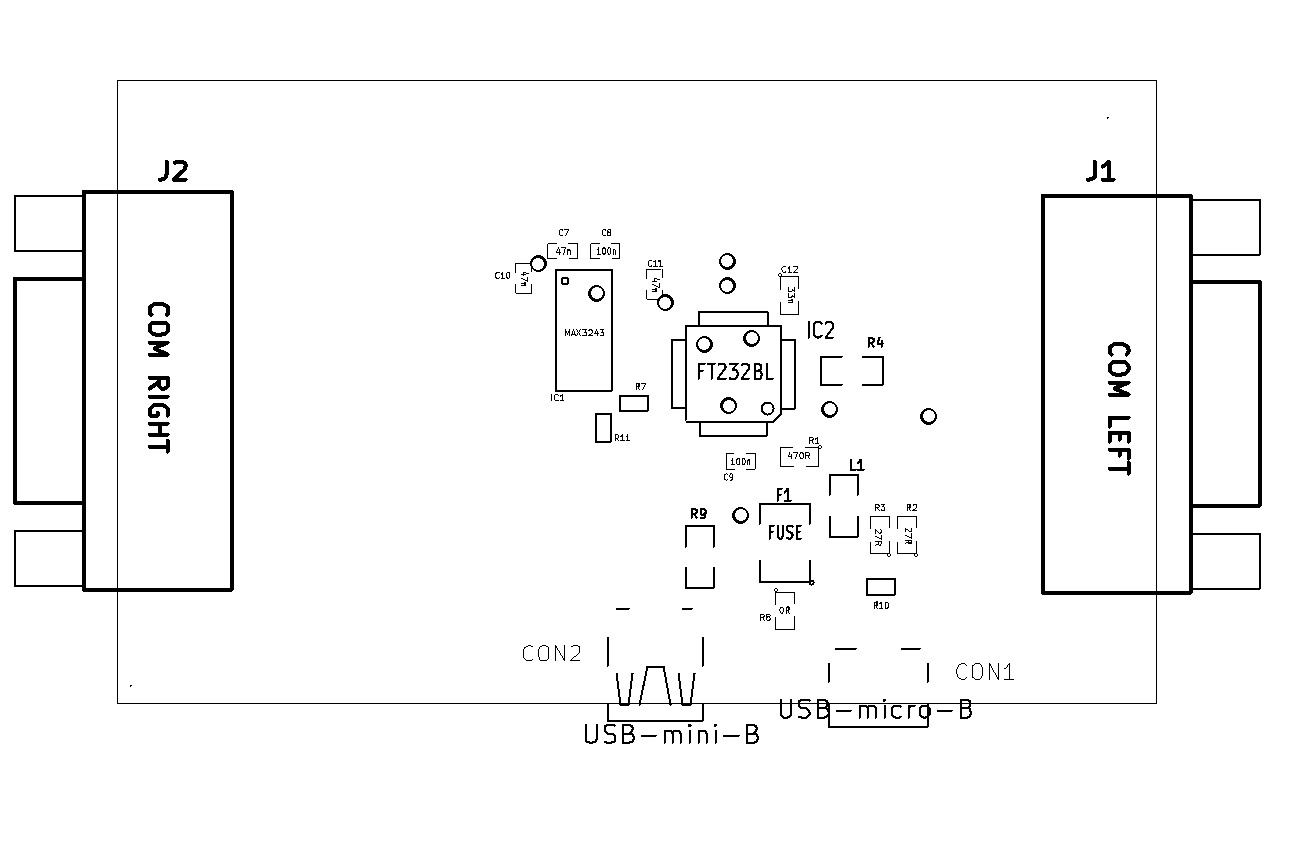 J2
J1
C7
C8
47n
100n
C10
47n
C11
47n
C12
33n
MAX3243
IC1
IC2
FT232BL
R4
R7
R11
COM RIGHT
COM LEFT
R1
470R
100n
C9
L1
F1
FUSE
R9
R3
R2
27R
27R
R10
R8
0R
CON2
CON1
USB-micro-B
USB-mini-B